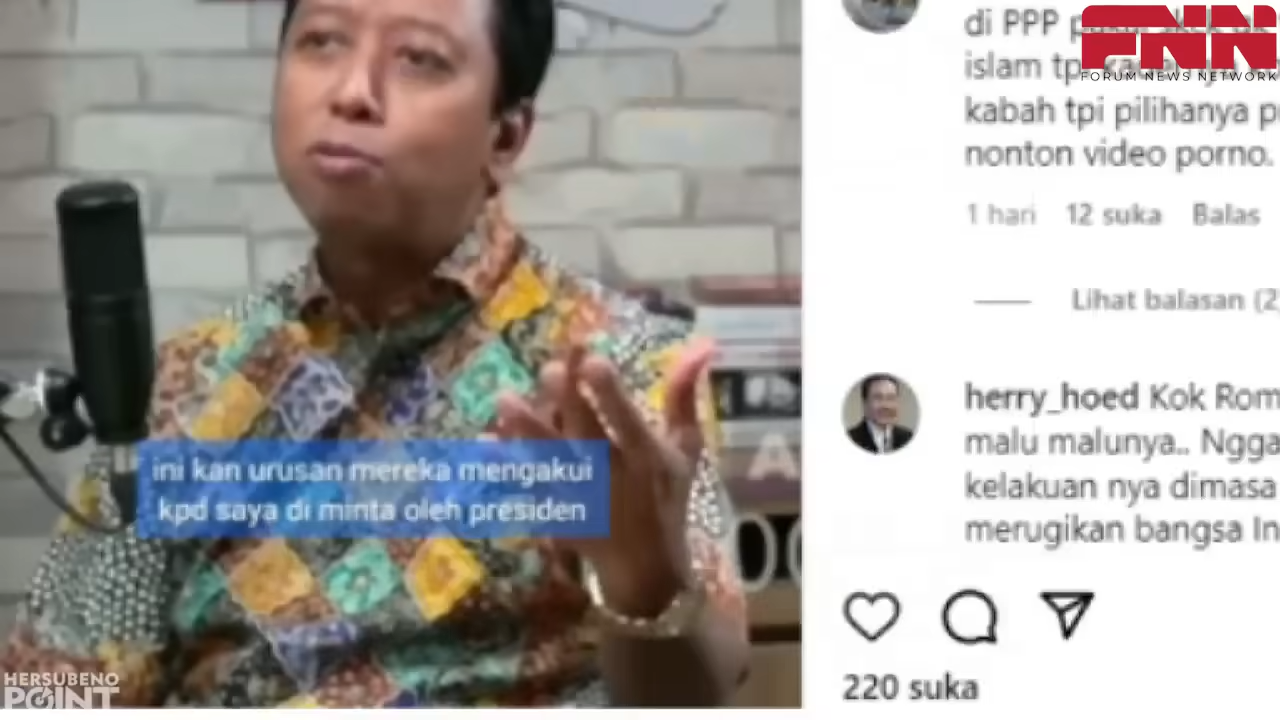 di PPP
islam
kabah tpi pilihanya
nonton video porno.
1 hari 12 suka Balas
Lihat balasan (2
herry_hoed Kok Rom
malu malunya.. Ngga
kelakuan nya dimasa
merugikan bangsa In
220 suka
ini kan urusan mereka mengakui
kpd saya di minta oleh presiden
FNN
FORUM NEWS NETWORK
HERSUBENO
POINT